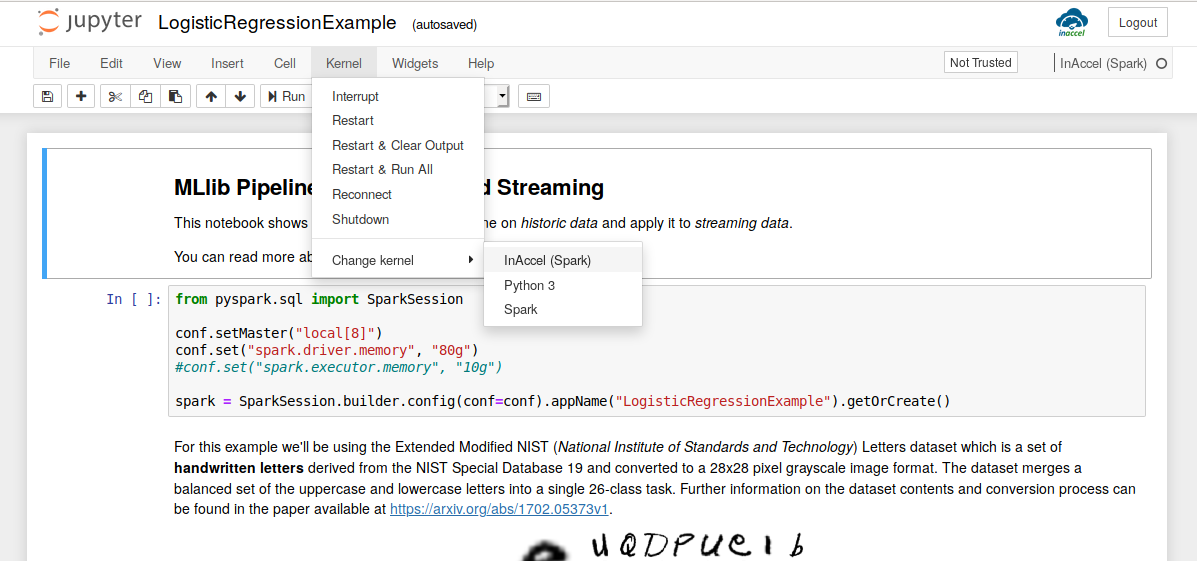 jupyter LogisticRegressionExample (autosaved)
inaccel
Logout
File Edit View Insert Cell Kernel Widgets Help
Not Trusted InAccel (Spark)
Run
Interrupt
Restart
Restart & Clear Output
Restart & Run All
Reconnect
Shutdown
Change kernel
InAccel (Spark)
Python 3
Spark
MLlib Pipeline Streaming
This notebook shows on historic data and apply it to streaming data.
You can read more
In [ ]:
from pyspark.sql import SparkSession
conf.setMaster("local[8]")
conf.set("spark.driver.memory", "80g")
#conf.set("spark.executor.memory", "10g")
spark = SparkSession.builder.config(conf=conf).appName("LogisticRegressionExample").getOrCreate()
For this example we'll be using the Extended Modified NIST (National Institute of Standards and Technology) Letters dataset which is a set of
handwritten letters derived from the NIST Special Database 19 and converted to a 28x28 pixel grayscale image format. The dataset merges a
balanced set of the uppercase and lowercase letters into a single 26-class task. Further information on the dataset contents and conversion process can
be found in the paper available at https://arxiv.org/abs/1702.05373v1.